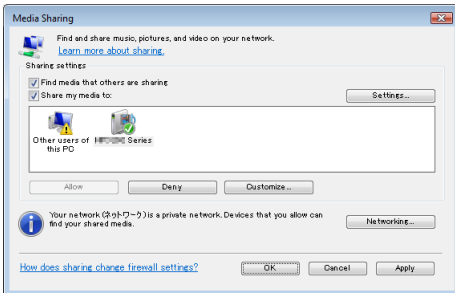 Media Sharing
Find and share music, pictures, and video on your network.
Learn more about sharing.
Sharing settings
Find media that others are sharing
Share my media to:
Settings...
Other users of
this PC
Series
Allow
Deny
Customize...
Your network (ネットワーク) is a private network. Devices that you allow can
find your shared media.
Networking...
How does sharing change firewall settings?
OK
Cancel
Apply